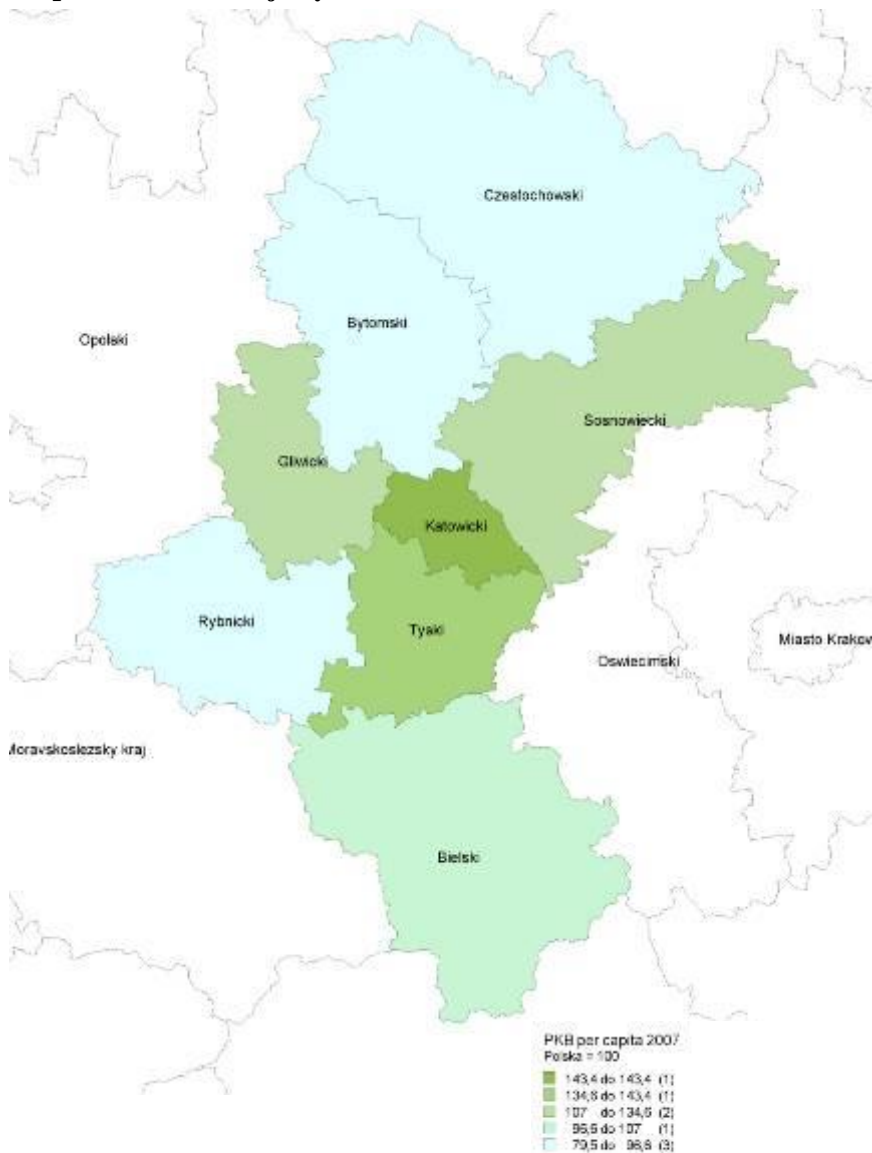 Czestochowski
Bytomski
Opolski
Sosnowiecki
Gliwicki
Katowicki
Rybnicki
Tyski
Miasto Krakow
Oswiecimski
Moravskoslezsky kraj
Bielski
PKB per capita 2007
Polska = 100
143,4 do 143,4 (1)
134,6 do 143,4 (1)
107 do 134,6 (2)
96,6 do 107 (1)
79,5 do 96,6 (3)